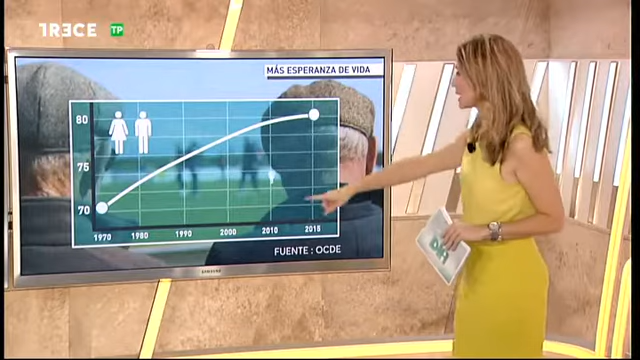 TRECE TP
MÁS ESPERANZA DE VIDA
80
75
70
1970 1980 1990 2000 2010 2015
FUENTE : OCDE
SAMSUNG